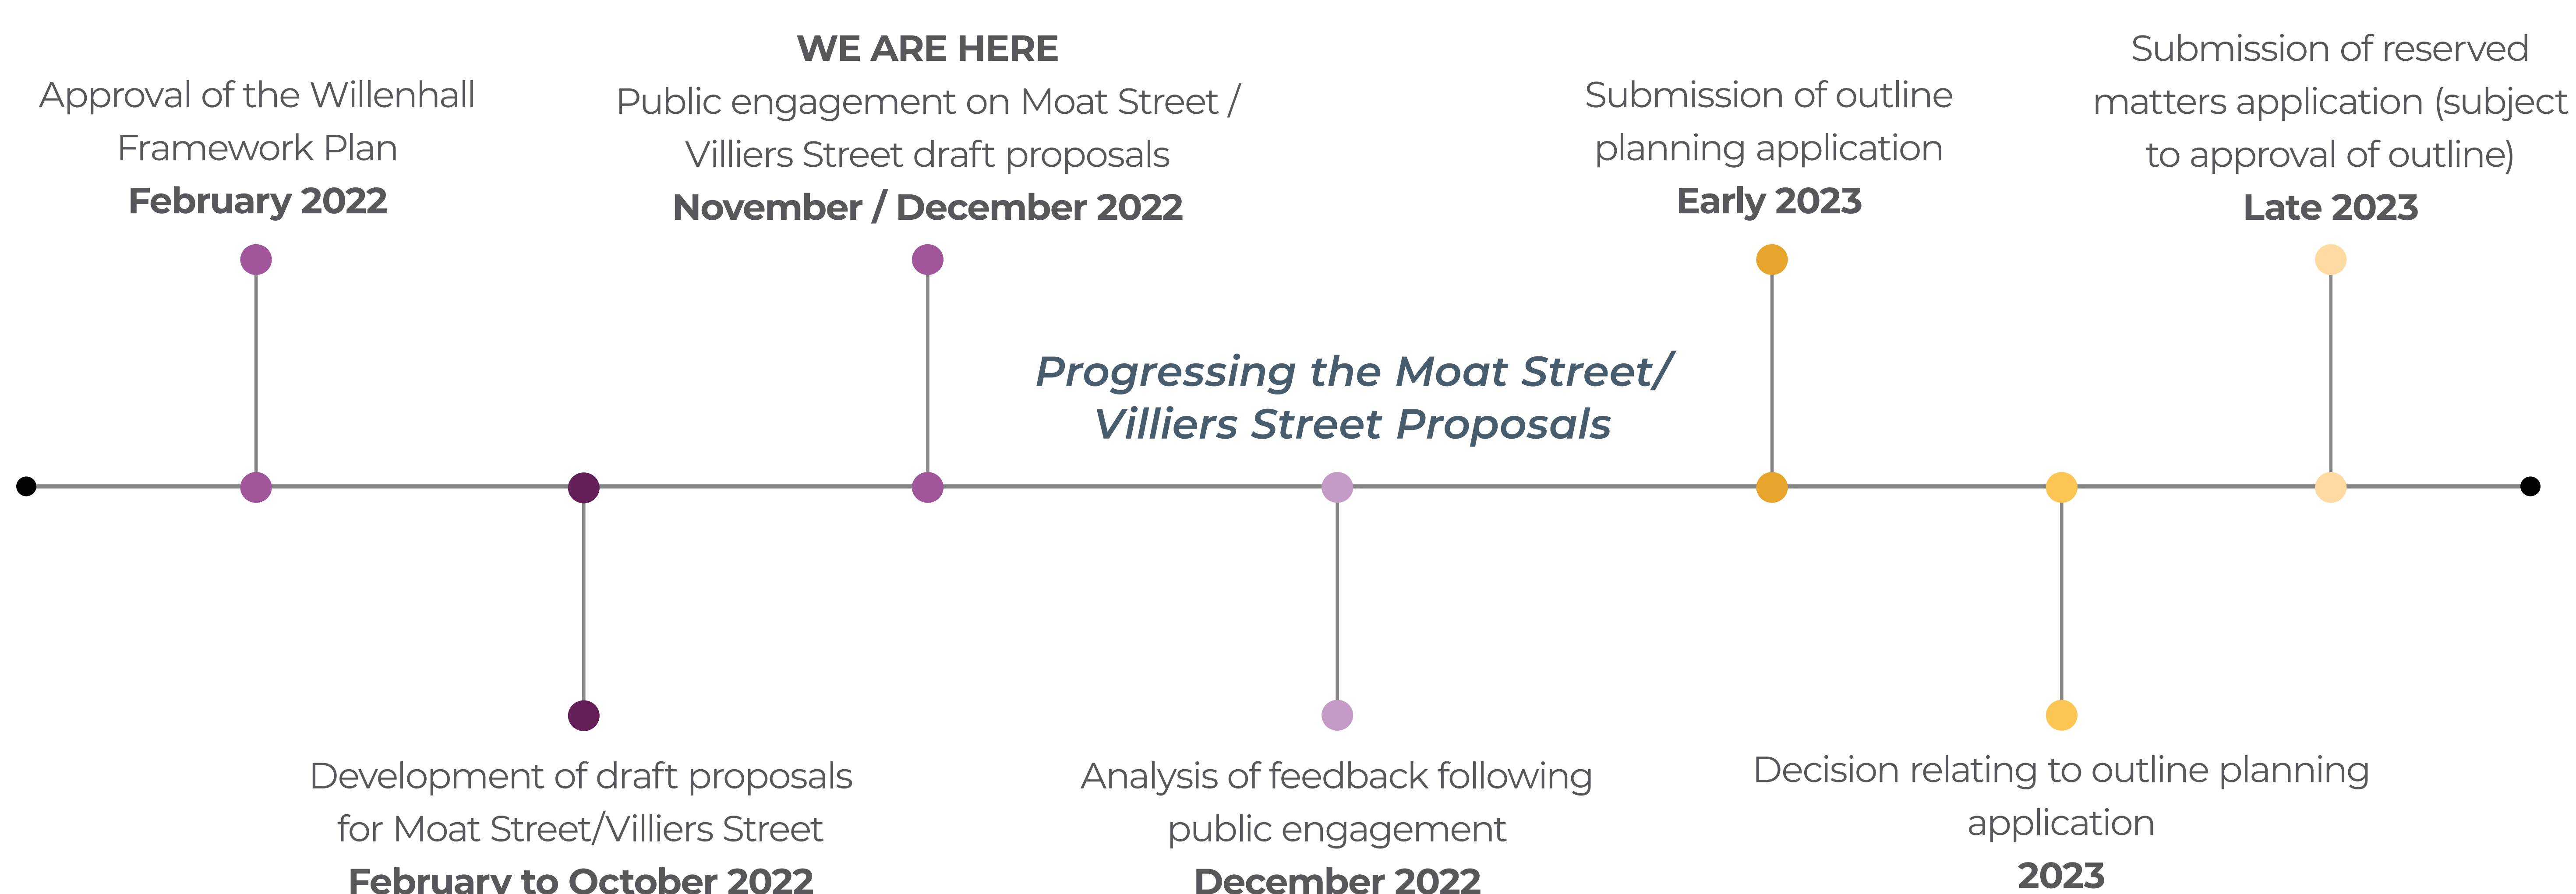 Approval of the Willenhall
Framework Plan
February 2022
WE ARE HERE
Public engagement on Moat Street /
Villiers Street draft proposals
November / December 2022
Submission of outline
planning application
Early 2023
Submission of reserved
matters application (subject
to approval of outline)
Late 2023
Progressing the Moat Street/
Villiers Street Proposals
Development of draft proposals
for Moat Street/Villiers Street
February to October 2022
Analysis of feedback following
public engagement
December 2022
Decision relating to outline planning
application
2023